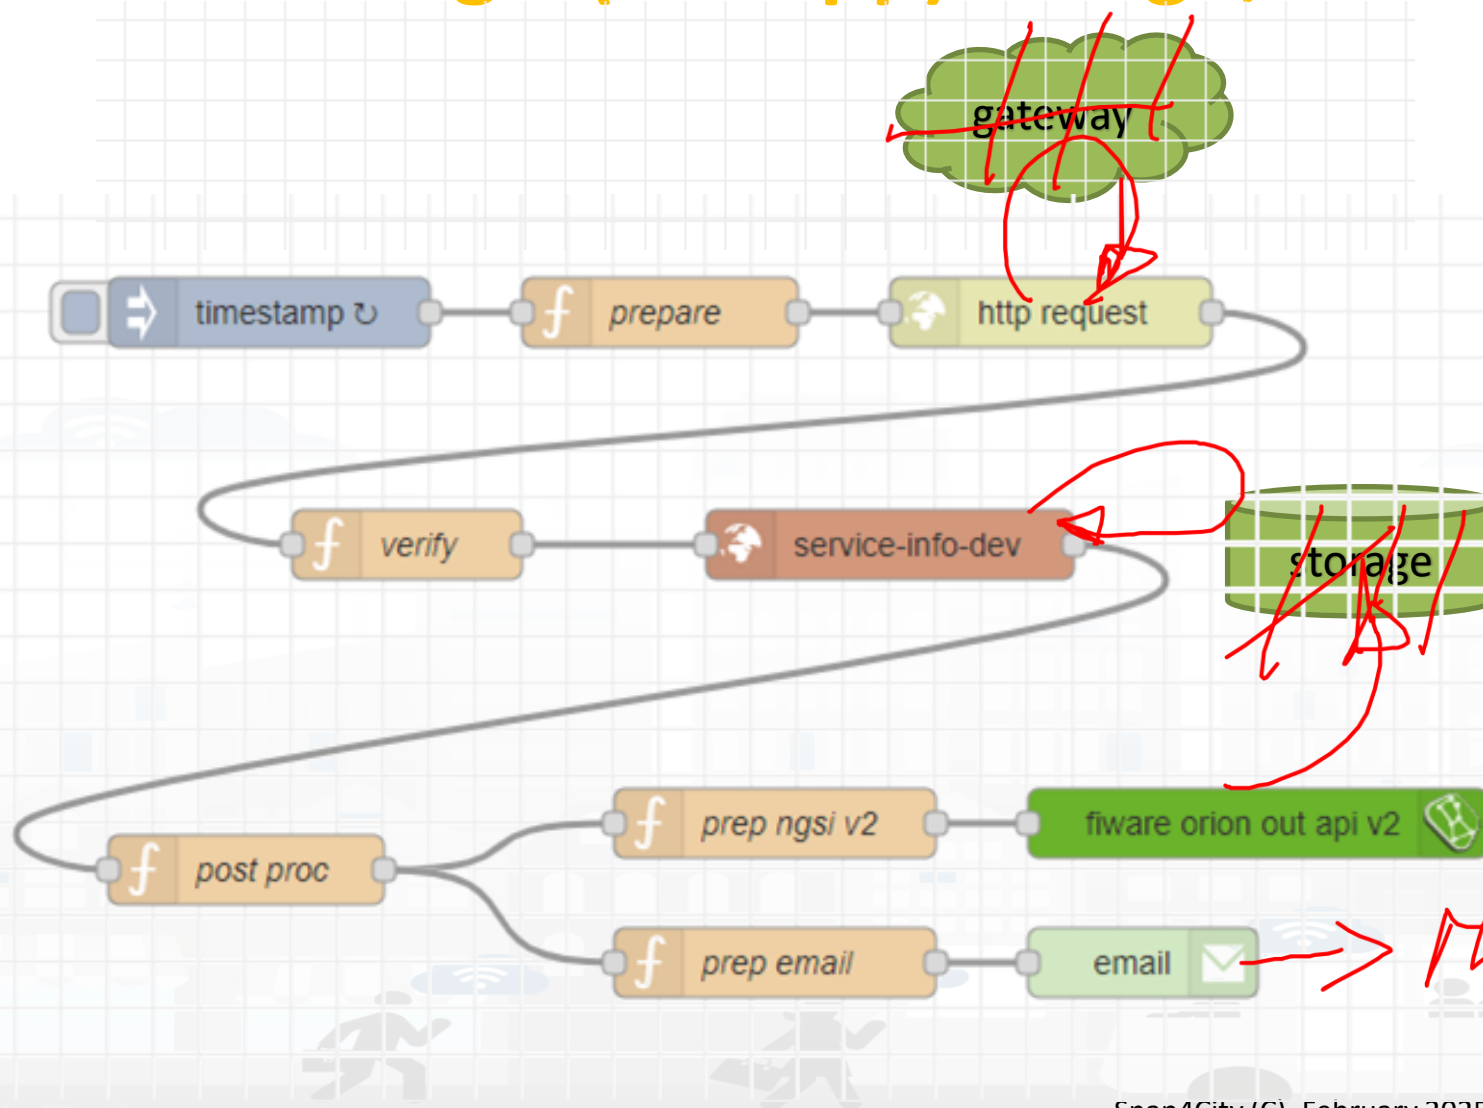 gateway
timestamp ↻
prepare
http request
verify
service-info-dev
storage
prep ngsi v2
fiware orion out api v2
post proc
prep email
email